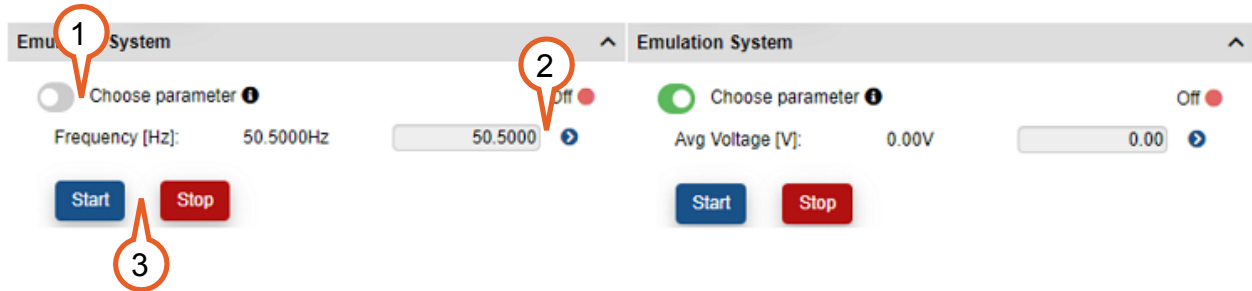 1
2
Emu System
Choose parameter
Off
Frequency [Hz]: 50.5000Hz 50.5000
Start Stop
3
Emulation System
Choose parameter
Off
Avg Voltage [V]: 0.00V 0.00
Start Stop